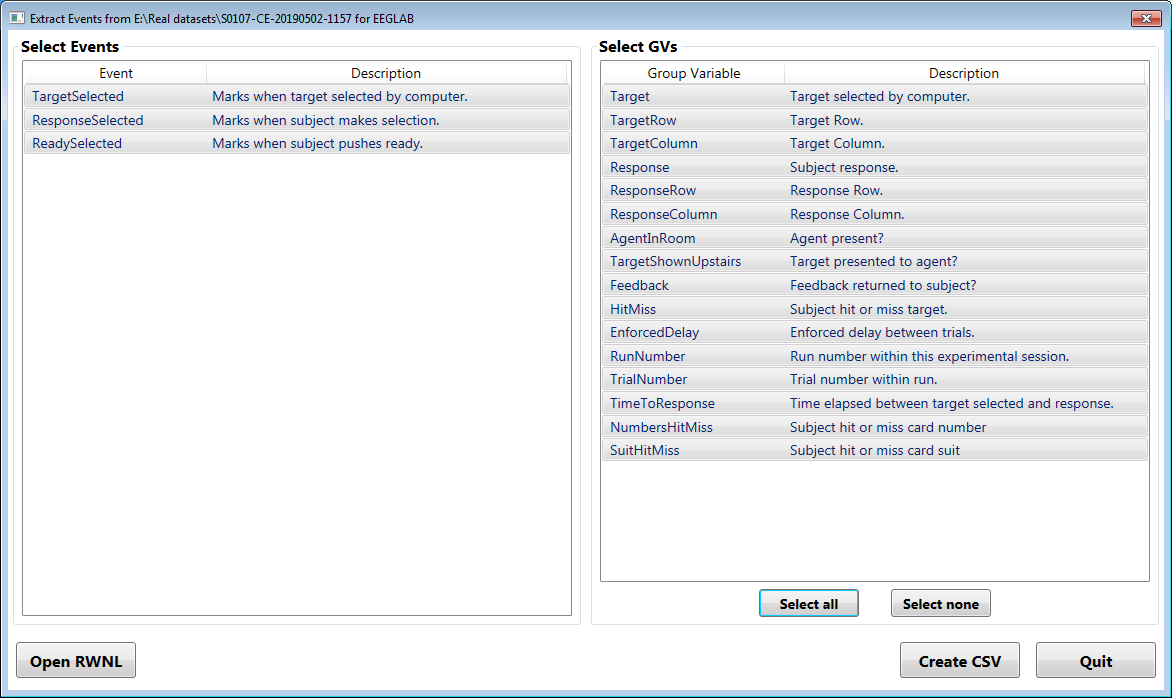 Extract Events from E:\Real datasets\S0107-CE-20190502-1157 for EEGLAB
Select Events
Event Description
TargetSelected Marks when target selected by computer.
ResponseSelected Marks when subject makes selection.
ReadySelected Marks when subject pushes ready.
Select GVs
Group Variable Description
Target Target selected by computer.
TargetRow Target Row.
TargetColumn Target Column.
Response Subject response.
ResponseRow Response Row.
ResponseColumn Response Column.
AgentInRoom Agent present?
TargetShownUpstairs Target presented to agent?
Feedback Feedback returned to subject?
HitMiss Subject hit or miss target.
EnforcedDelay Enforced delay between trials.
RunNumber Run number within this experimental session.
TrialNumber Trial number within run.
TimeToResponse Time elapsed between target selected and response.
NumbersHitMiss Subject hit or miss card number
SuitHitMiss Subject hit or miss card suit
Select all Select none
Open RWNL Create CSV Quit